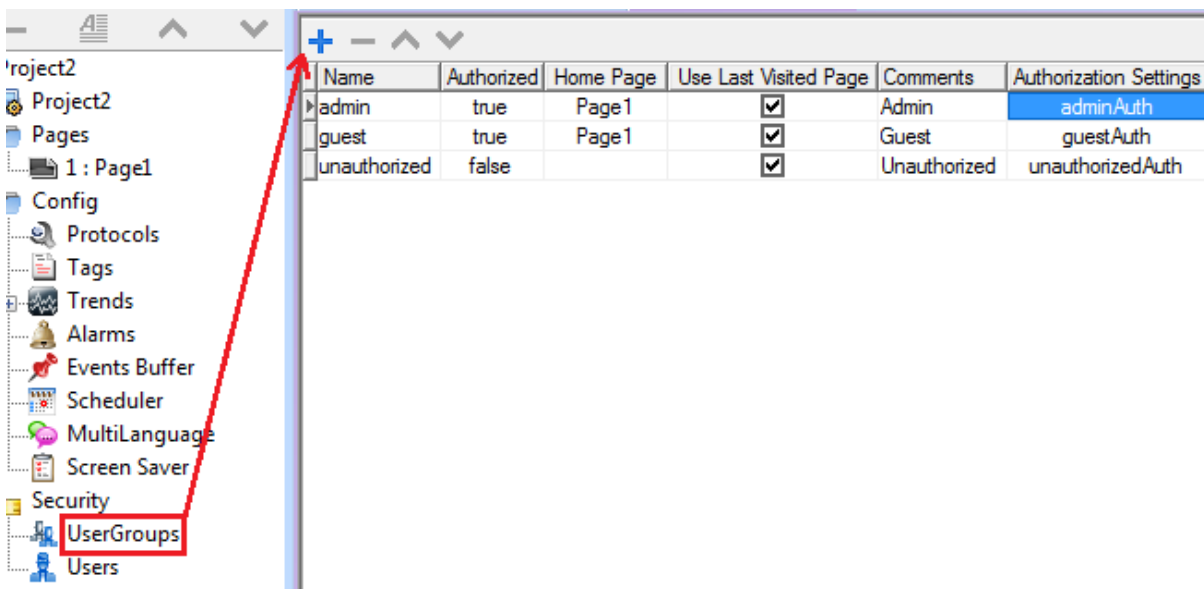 roject2
Project2
Pages
1 : Page1
Config
Protocols
Tags
Trends
Alarms
Events Buffer
Scheduler
MultiLanguage
Screen Saver
Security
UserGroups
Users
Name Authorized Home Page Use Last Visited Page Comments Authorization Settings
admin true Page1 Admin adminAuth
guest true Page1 Guest guestAuth
unauthorized false Unauthorized unauthorizedAuth